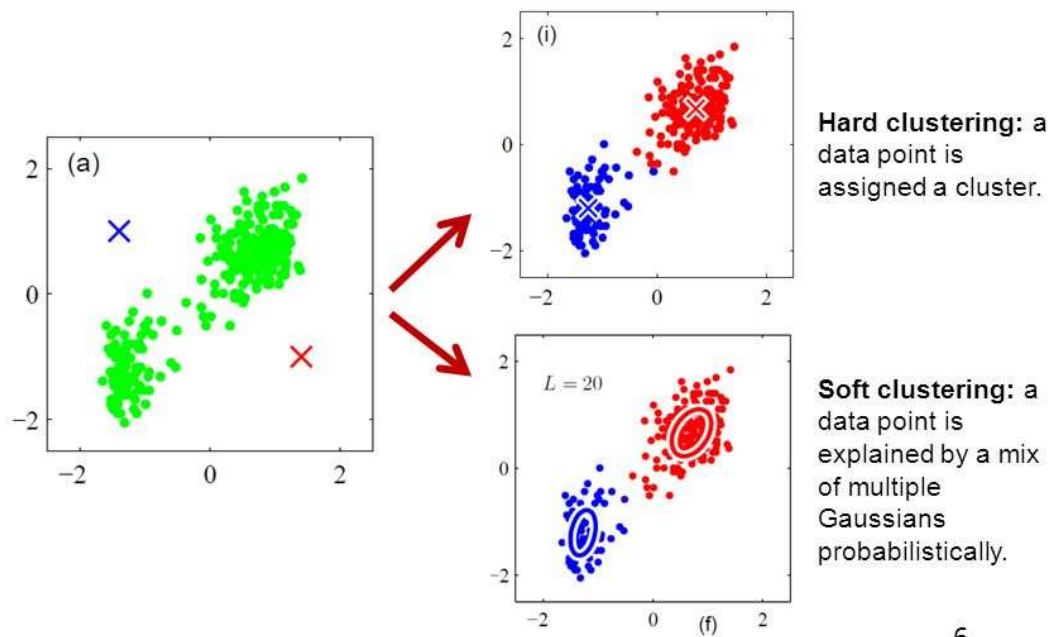 (a)
2
0
−2
−2 0 2
(i)
2
0
−2
−2 0 2
Hard clustering: a
data point is
assigned a cluster.
L = 20
2
0
−2
−2 0 (f) 2
Soft clustering: a
data point is
explained by a mix
of multiple
Gaussians
probabilistically.
6